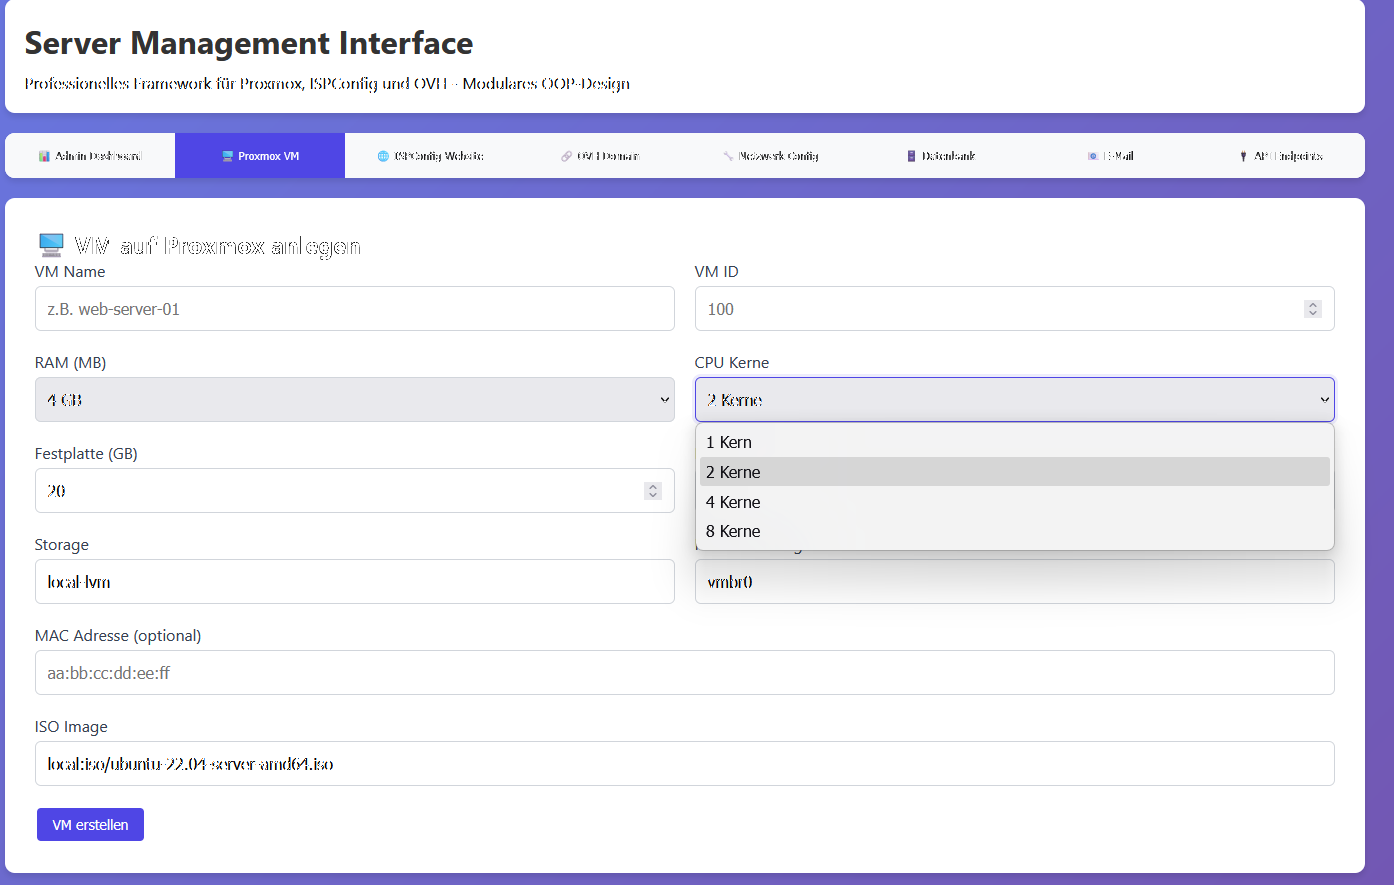 Server Management Interface
Professionelles Framework für Proxmox, ISPConfig und OVH - Modulares OOP-Design
Admin Dashboard
Proxmox VM
ISPConfig Website
OVH Domain
Netzwerk Config
Datenbank
E-Mail
API Endpoints
VM auf Proxmox anlegen
VM Name
VM ID
z.B. web-server-01
100
RAM (MB)
CPU Kerne
4 GB
2 Kerne
1 Kern
2 Kerne
4 Kerne
8 Kerne
Festplatte (GB)
20
Storage
local-lvm
vmbr0
MAC Adresse (optional)
aa:bb:cc:dd:ee:ff
ISO Image
local:iso/ubuntu-22.04-server-amd64.iso
VM erstellen